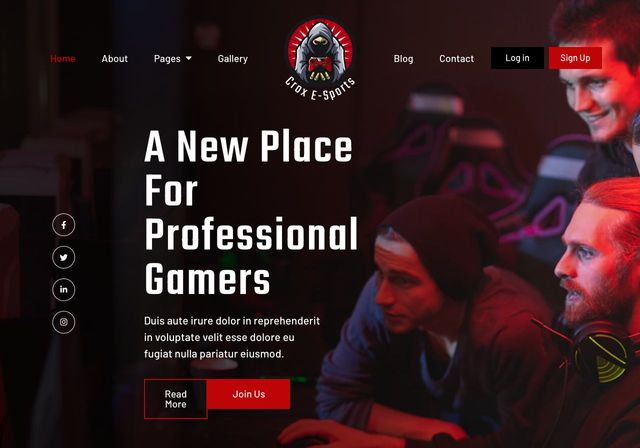 Home
About
Pages
Gallery
Crox E-Sports
Blog
Contact
Log in
Sign Up
A New Place
For
Professional
Gamers
Duis aute irure dolor in reprehenderit
in voluptate velit esse dolore eu
fugiat nulla pariatur eiusmod.
Read
More
Join Us